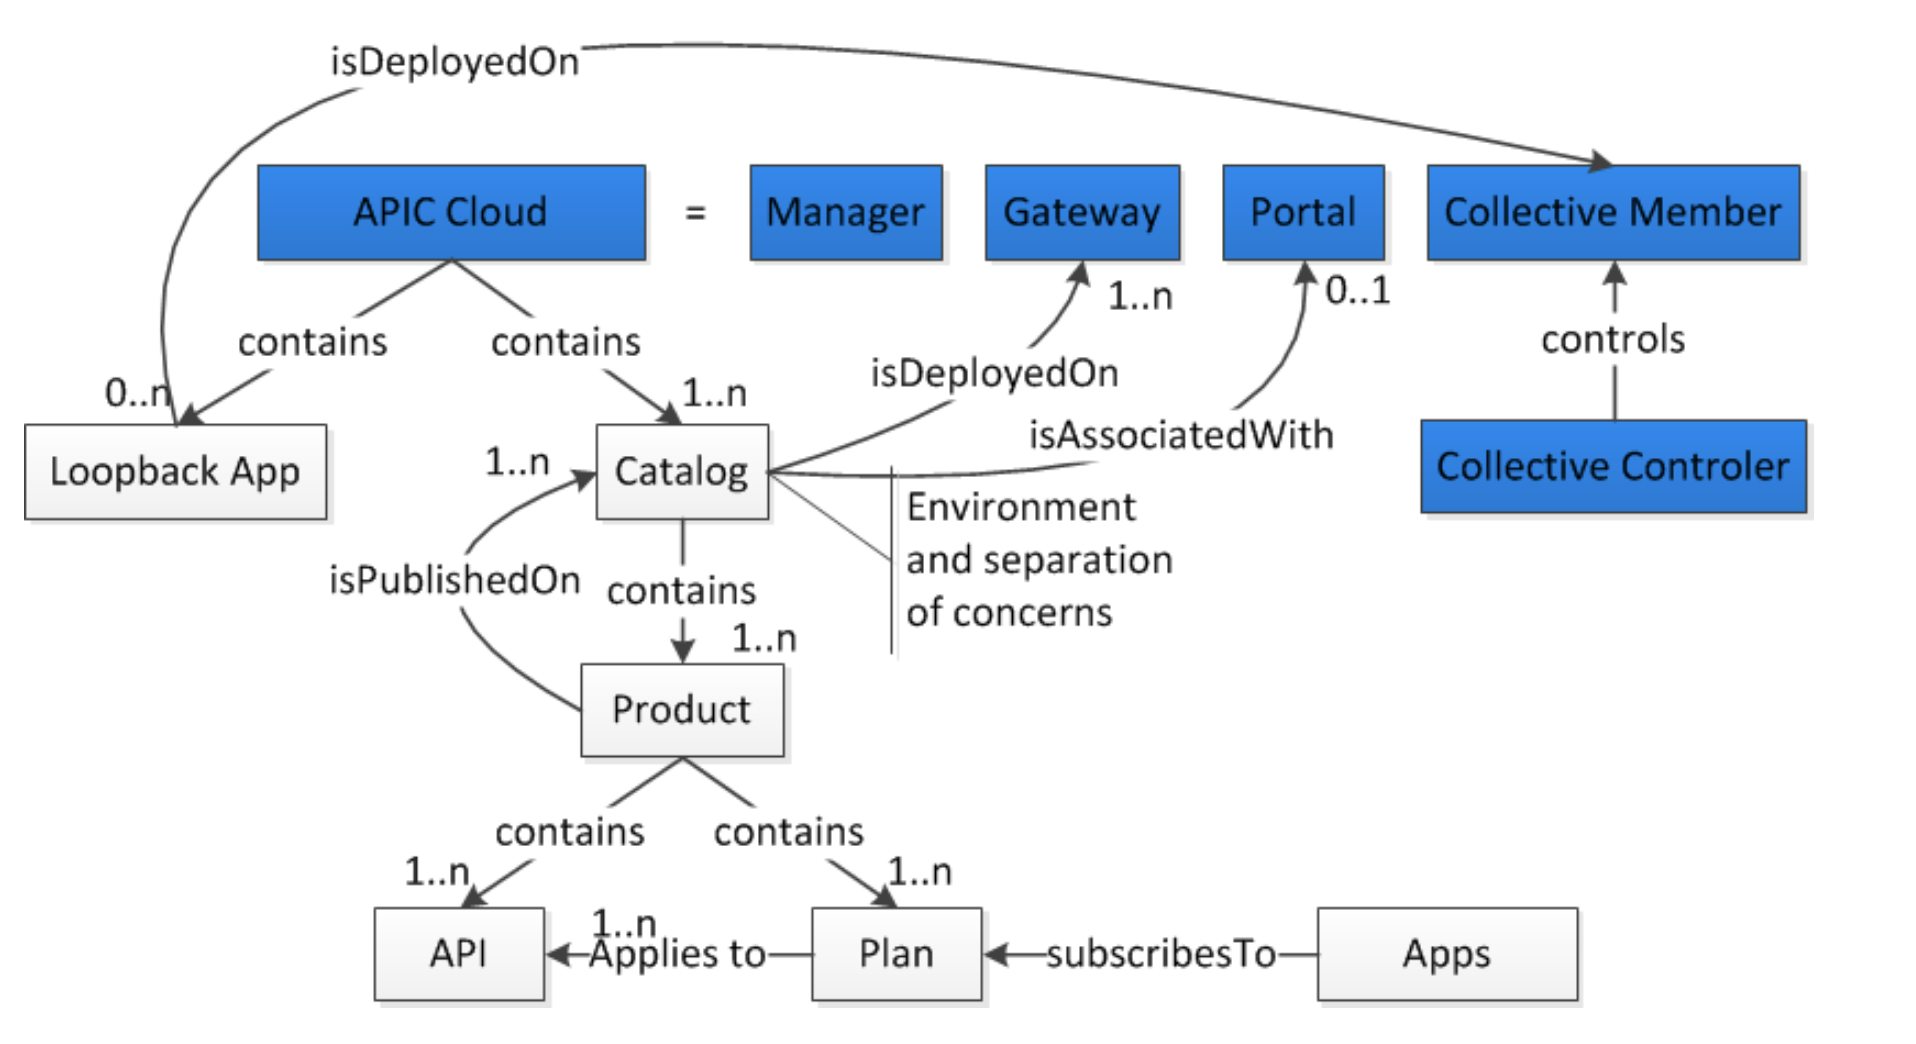 isDeployedOn
APIC Cloud
=
Manager
Gateway
Portal
Collective Member
1..n
0..1
contains
contains
controls
isDeployedOn
0..n
1..n
isAssociatedWith
Loopback App
1..n
Catalog
Collective Controler
Environment
and separation
of concerns
isPublishedOn
contains
1..n
Product
contains
contains
1..n
1..n
1..n
API
Applies to
Plan
subscribesTo
Apps